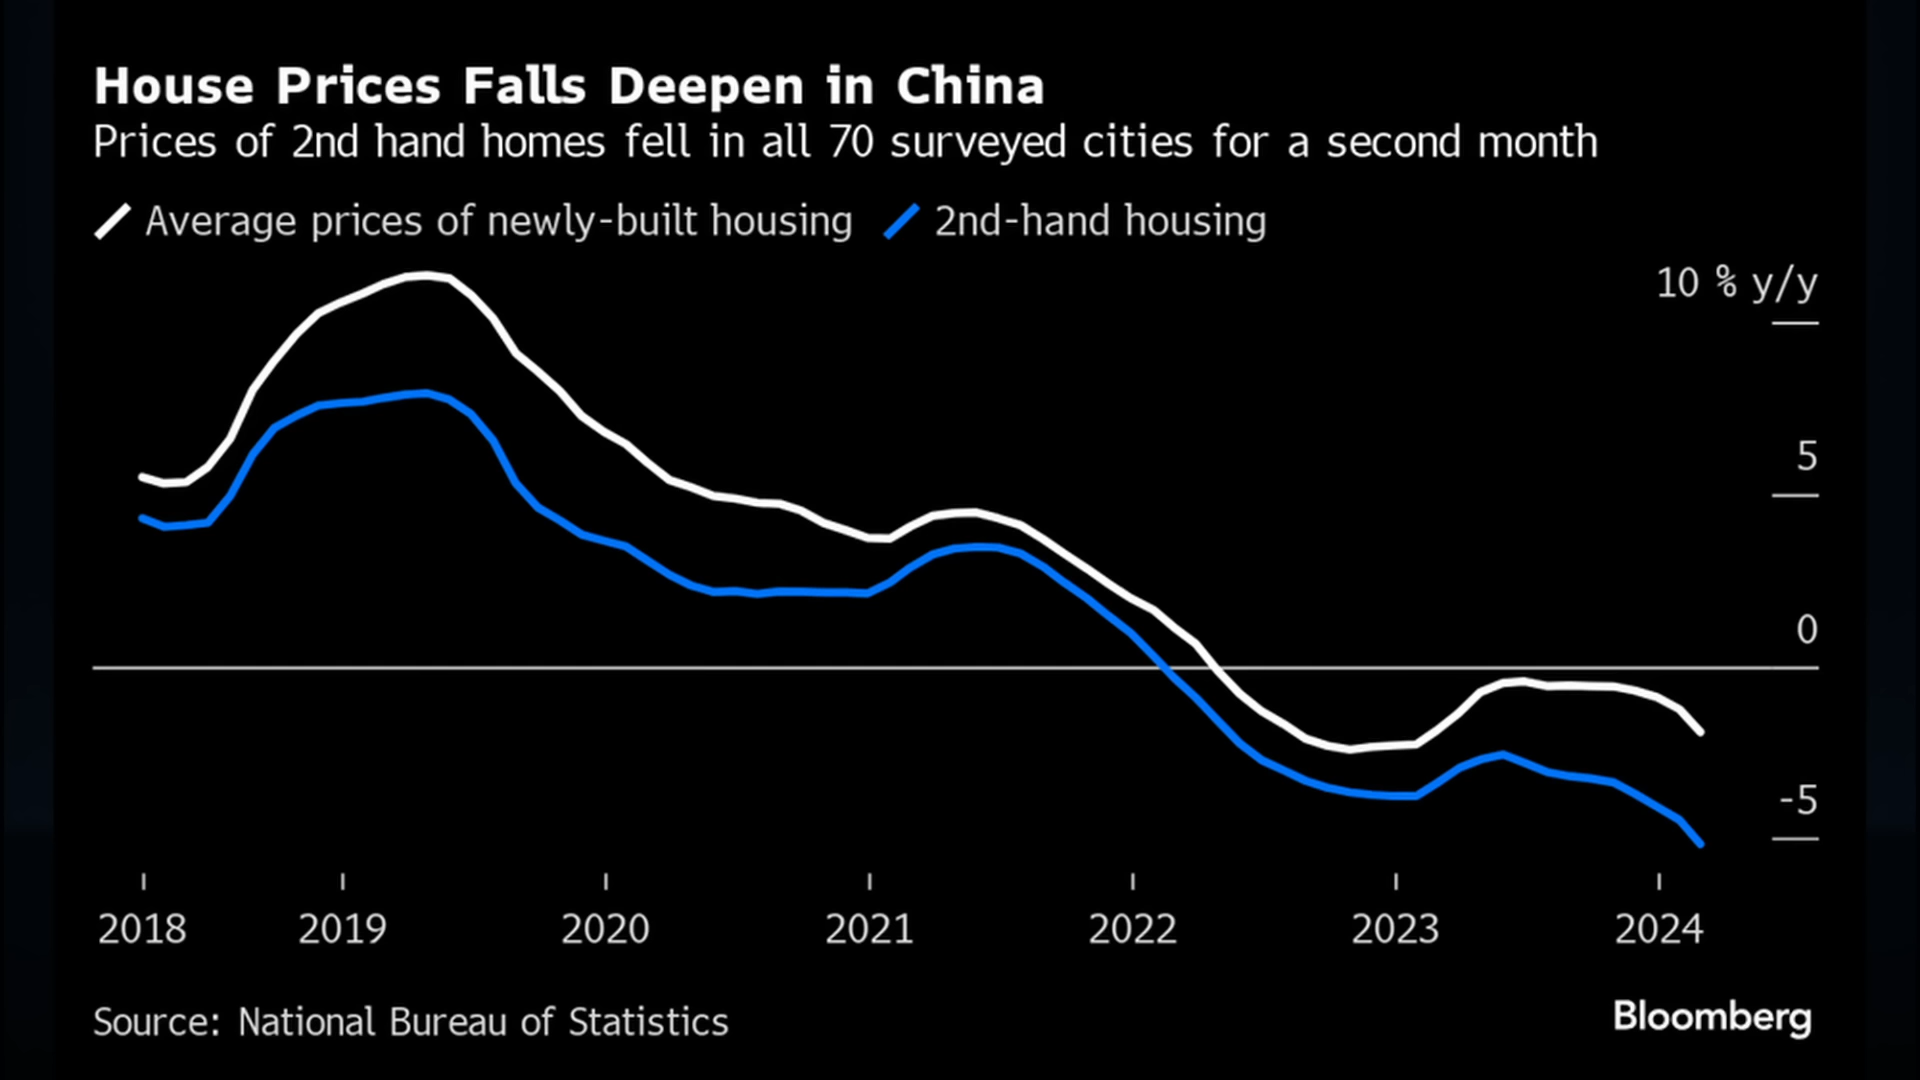 House Prices Falls Deepen in China
Prices of 2nd hand homes fell in all 70 surveyed cities for a second month
Average prices of newly-built housing 2nd-hand housing
10 % y/y
5
0
-5
2018 2019 2020 2021 2022 2023 2024
Source: National Bureau of Statistics
Bloomberg